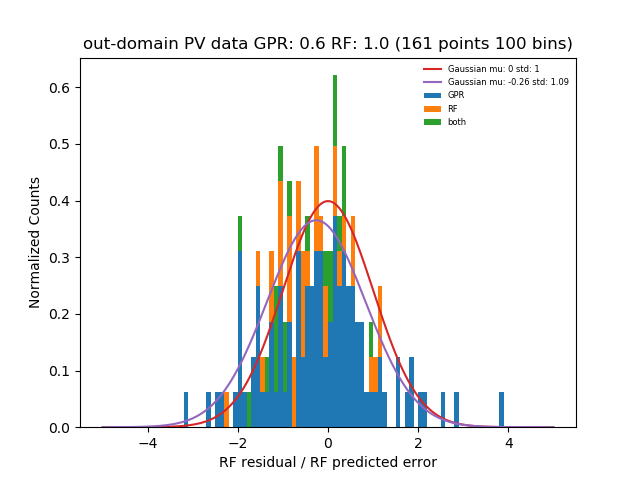 out-domain PV data GPR: 0.6 RF: 1.0 (161 points 100 bins)
Gaussian mu: 0 std: 1
Gaussian mu: -0.26 std: 1.09
GPR
RF
both
Normalized Counts
0.6
0.5
0.4
0.3
0.2
0.1
0.0
−4 −2 0 2 4
RF residual / RF predicted error